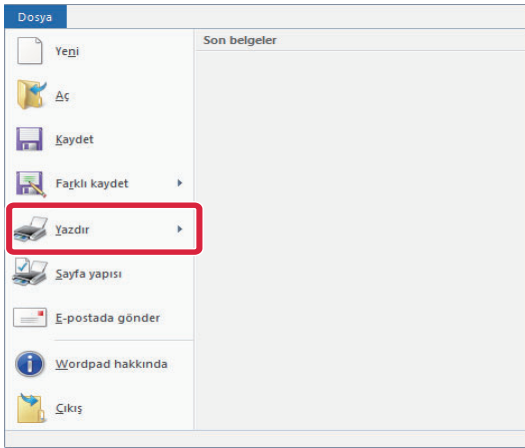 Dosya
Son belgeler
Yeni
Aç
Kaydet
Farklı kaydet
Yazdır
Sayfa yapısı
E-postada gönder
Wordpad hakkında
Çıkış